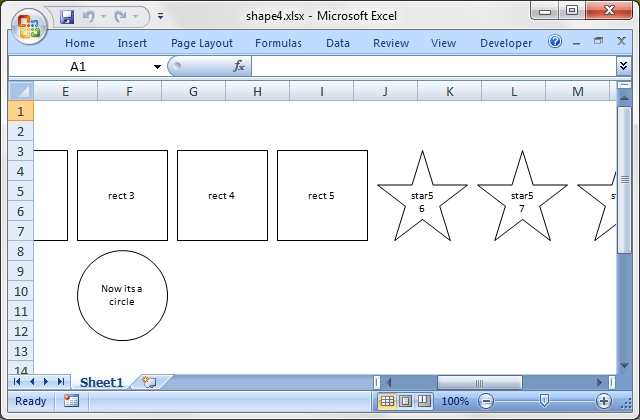 shape4.xlsx - Microsoft Excel
Home Insert Page Layout Formulas Data Review View Developer
A1 fx
E F G H I J K L M
1
2
3
4
5
6
7
8
9
10
11
12
13
14
rect 3 rect 4 rect 5
star5
6
star5
7
Now its a
circle
Sheet1
Ready 100%